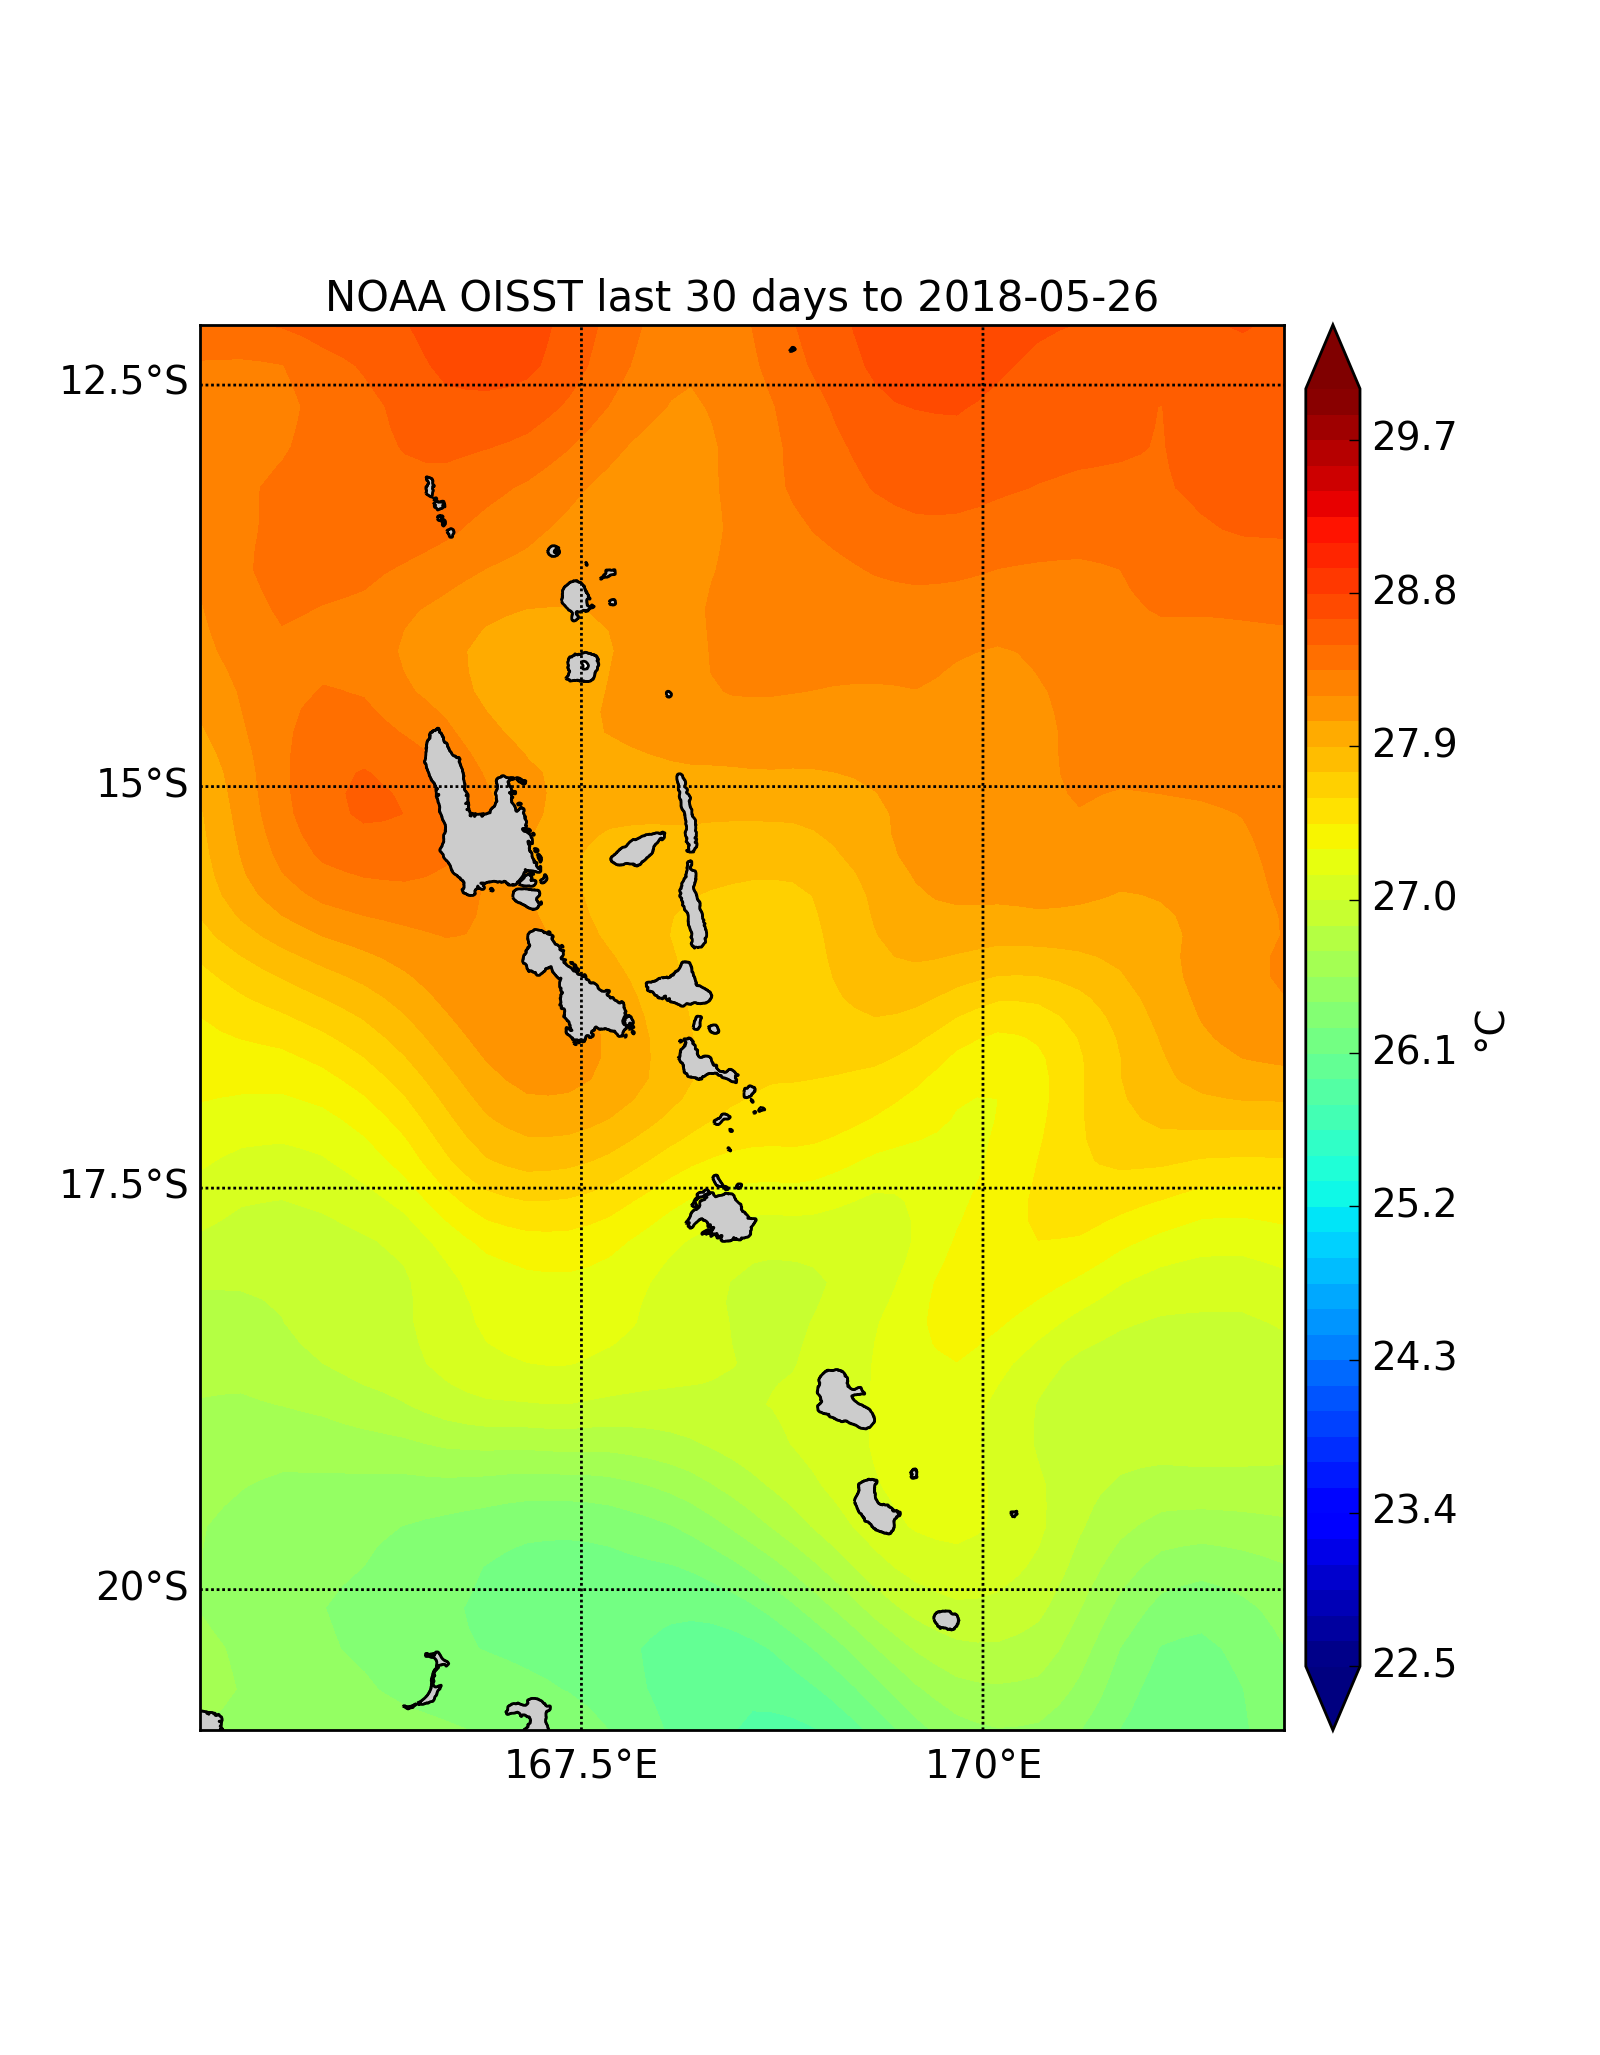 NOAA OISST last 30 days to 2018-05-26
12.5°S
15°S
17.5°S
20°S
167.5°E
170°E
29.7
28.8
27.9
27.0
26.1
25.2
24.3
23.4
22.5
°C